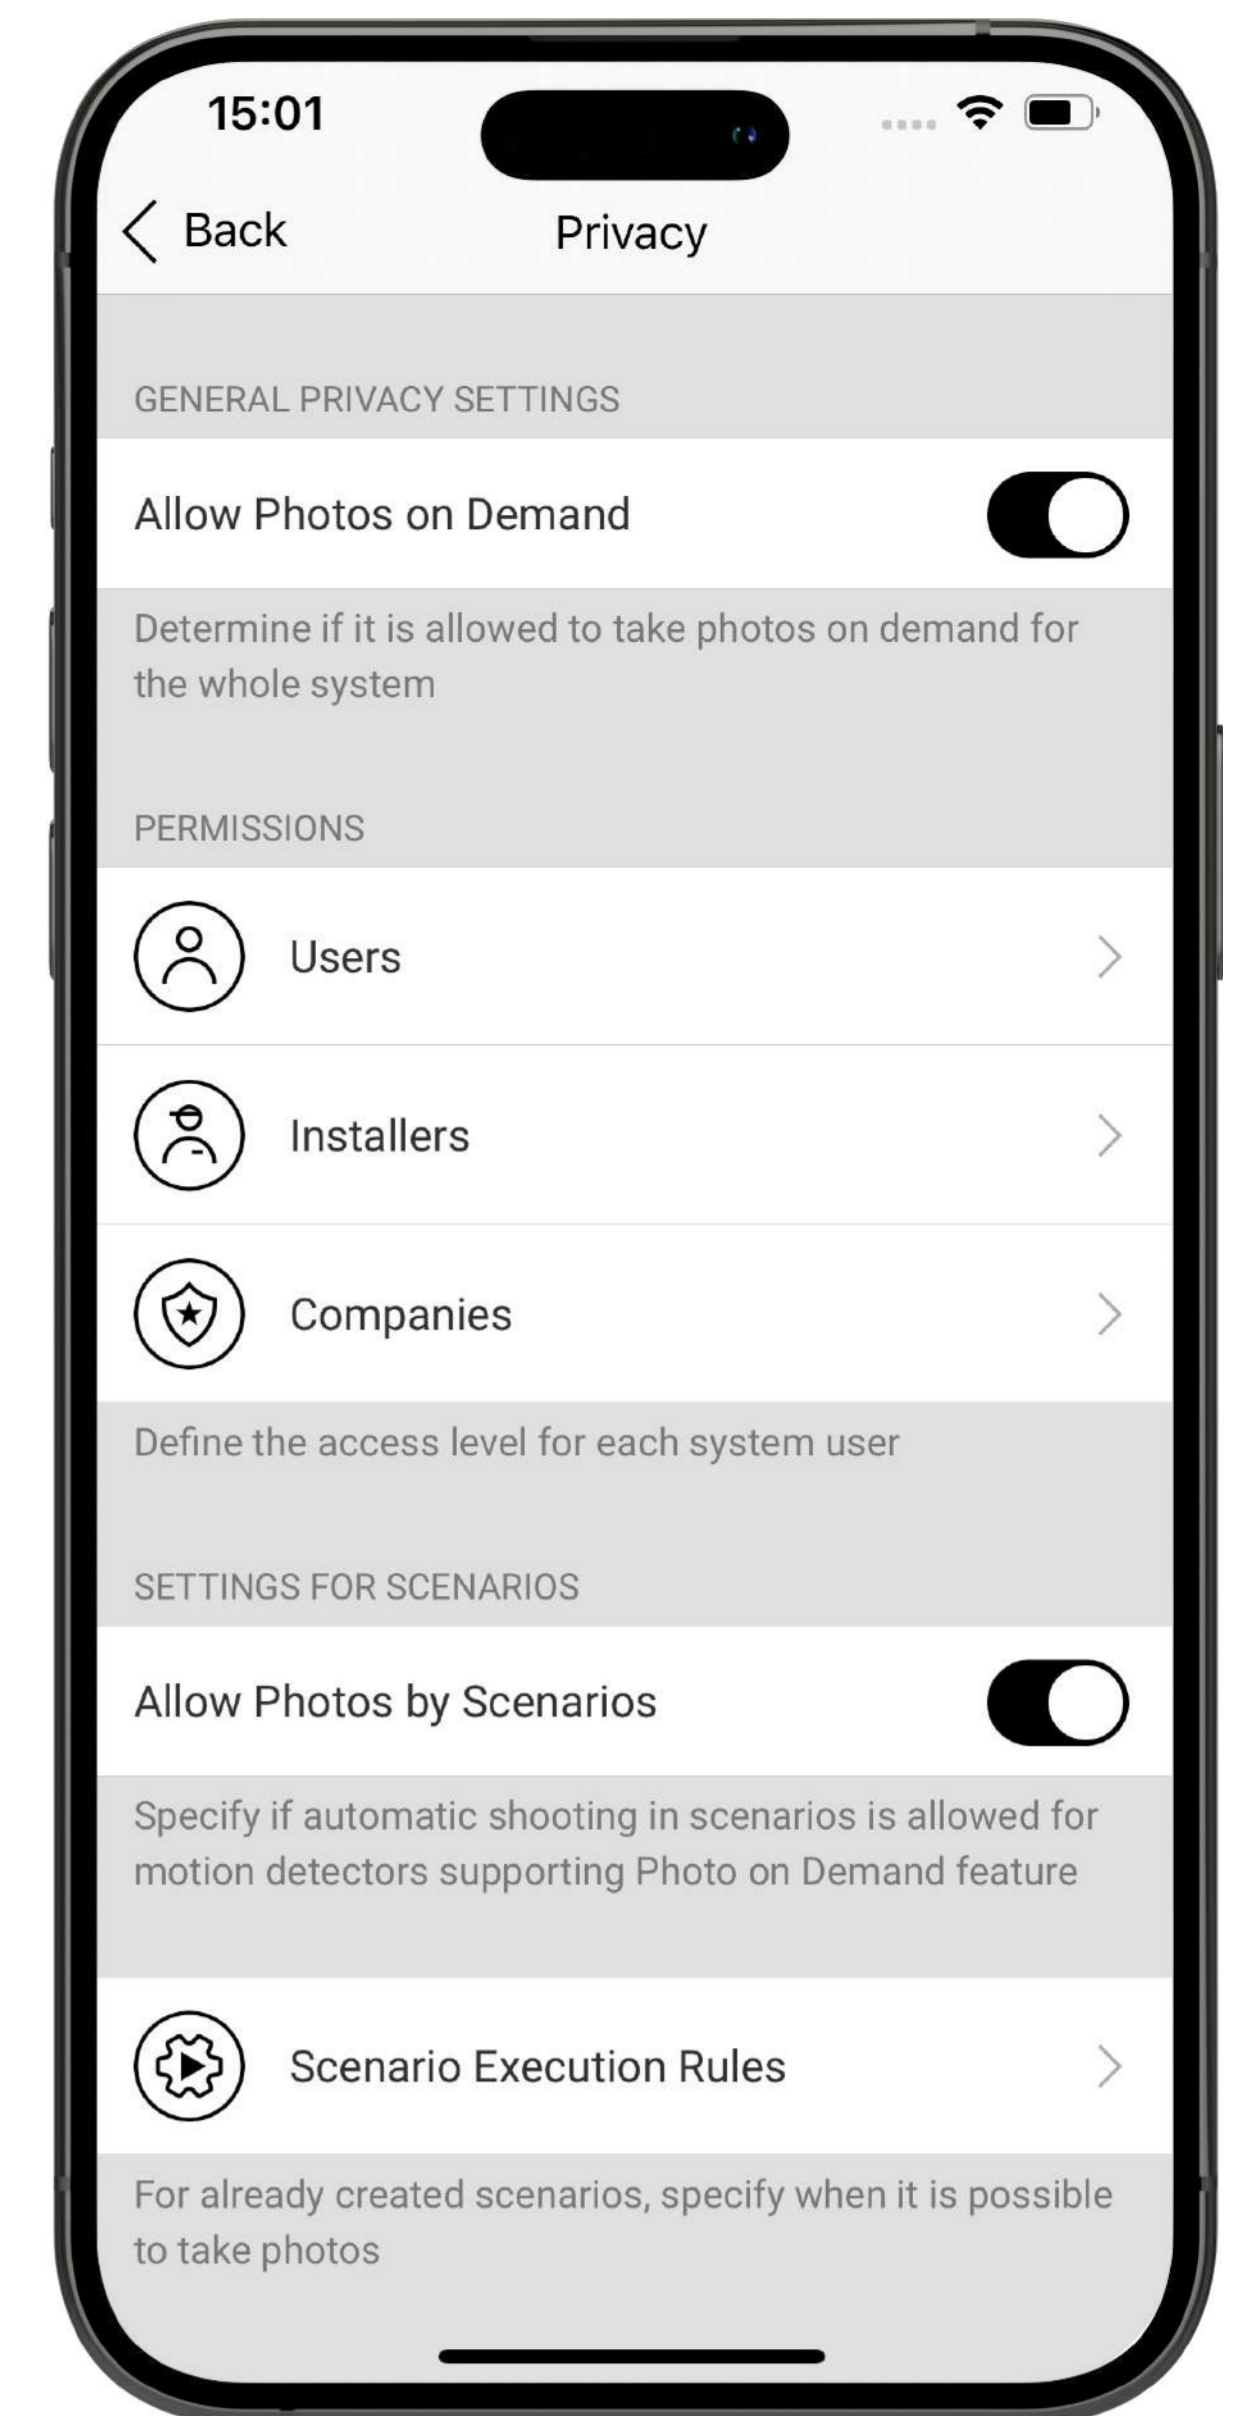 15:01
Back
Privacy
GENERAL PRIVACY SETTINGS
Allow Photos on Demand
Determine if it is allowed to take photos on demand for
the whole system
PERMISSIONS
Users
Installers
Companies
Define the access level for each system user
SETTINGS FOR SCENARIOS
Allow Photos by Scenarios
Specify if automatic shooting in scenarios is allowed for
motion detectors supporting Photo on Demand feature
Scenario Execution Rules
For already created scenarios, specify when it is possible
to take photos